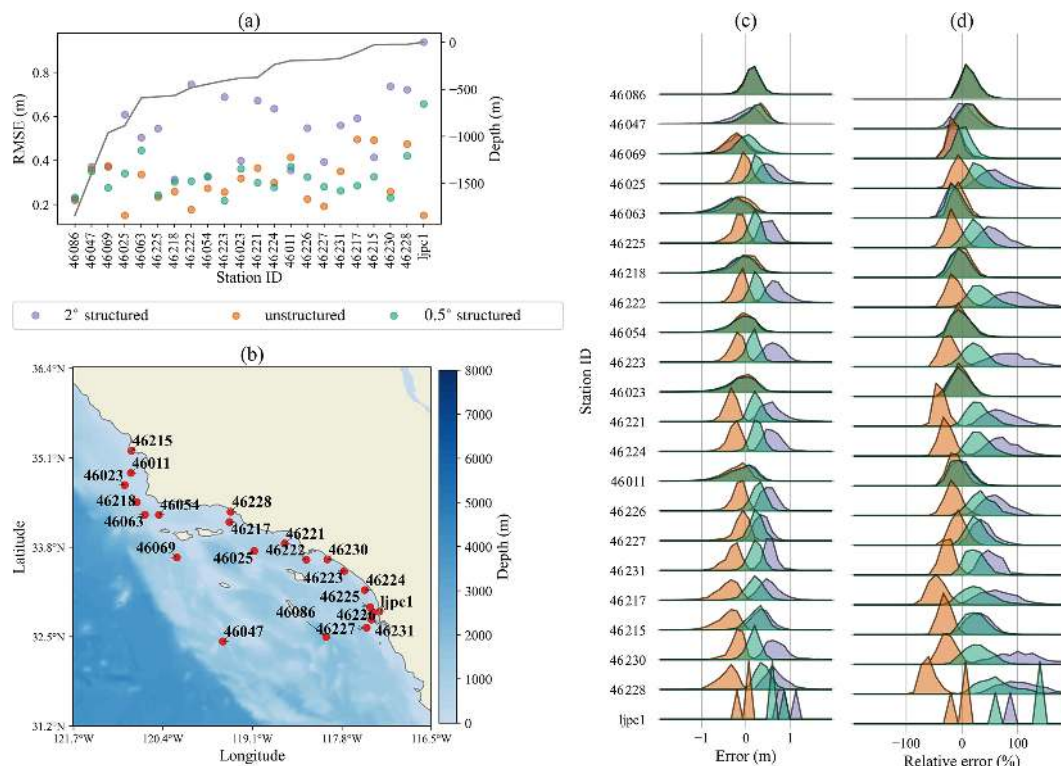 (a)
0.8
0.6
0.4
0.2
RMSE (m)
0
−500
−1000
−1500
Depth (m)
46086
46047
46069
46025
46063
46225
46218
46222
46054
46223
46023
46221
46224
46011
46226
46227
46231
46217
46215
46230
46228
ljpc1
Station ID
2° structured
unstructured
0.5° structured
(b)
36.4°N
35.1°N
33.8°N
32.5°N
31.2°N
Latitude
46215
46011
46023
46218
46063
46054
46228
46217
46221
46069
46025
46222
46230
46223
46224
46225
ljpc1
46086
46226
46047
46227
46231
121.7°W
120.4°W
119.1°W
117.8°W
116.5°W
Longitude
8000
7000
6000
5000
4000
3000
2000
1000
0
Depth (m)
(c)
46086
46047
46069
46025
46063
46225
46218
46222
46054
46223
46023
46221
46224
46011
46226
46227
46231
46217
46215
46230
46228
ljpc1
Station ID
−1
0
1
Error (m)
(d)
−100
0
100
Relative error (%)